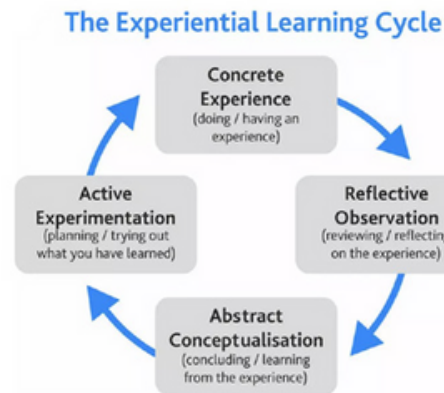 The Experiential Learning Cycle
Concrete
Experience
(doing / having an
experience)
Reflective
Observation
(reviewing / reflecting
on the experience)
Abstract
Conceptualisation
(concluding / learning
from the experience)
Active
Experimentation
(planning / trying out
what you have learned)